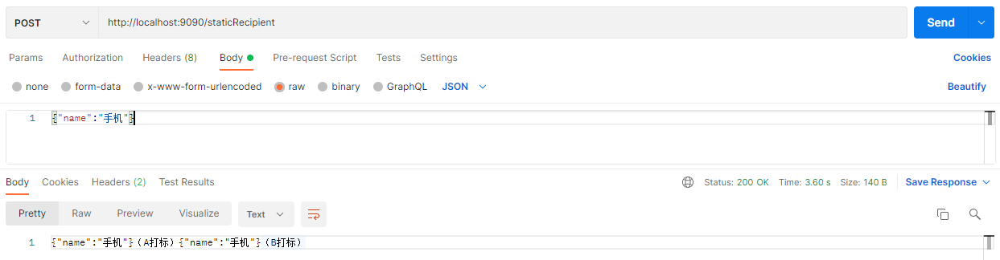 POST http://localhost:9090/staticRecipient Send
Params Authorization Headers (8) Body Pre-request Script Tests Settings Cookies
none form-data x-www-form-urlencoded raw binary GraphQL JSON Beautify
1 {"name":"手机"}
Body Cookies Headers (2) Test Results Status: 200 OK Time: 3.60 s Size: 140 B Save Response
Pretty Raw Preview Visualize Text
1 {"name":"手机"}（A打标）{"name":"手机"}（B打标）